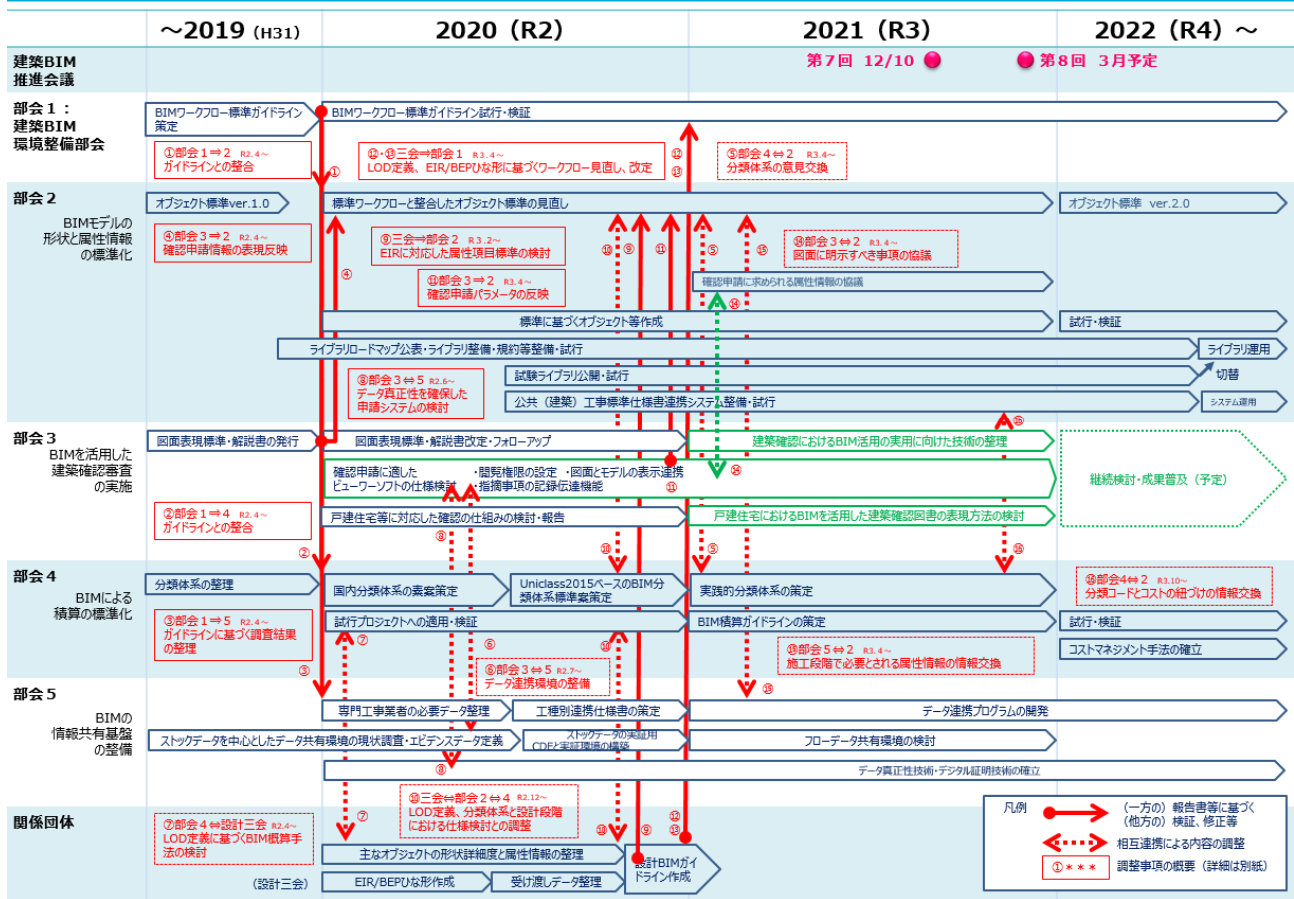 ～2019 (H31)
2020（R2）
2021（R3）
2022（R4）～
建築BIM
推進会議
第7回 12/10
第8回 3月予定
部会１：
建築BIM
環境整備部会
BIMワークフロー標準ガイドライン
策定
BIMワークフロー標準ガイドライン試行・検証
①部会１⇒２ R2.4～
ガイドラインとの整合
①
⑫・⑬三会⇒部会１ R3.4～
LOD定義、EIR/BEPひな形に基づくワークフロー見直し、改定
⑫
⑬
⑤部会４⇔２ R3.4～
分類体系の意見交換
部会２
BIMモデルの
形状と属性情報
の標準化
オブジェクト標準ver.1.0
標準ワークフローと整合したオブジェクト標準の見直し
オブジェクト標準 ver.2.0
④部会３⇒２ R2.4～
確認申請情報の表現反映
④
⑨三会⇒部会２ R3.2～
EIRに対応した属性項目標準の検討
⑩
⑨
⑪
⑤
⑮
⑭部会３⇔２ R3.4～
図面に明示すべき事項の協議
⑪部会３⇒２ R3.4～
確認申請パラメータの反映
確認申請に求められる属性情報の協議
⑭
標準に基づくオブジェクト等作成
試行・検証
ライブラリロードマップ公表・ライブラリ整備・規約等整備・試行
ライブラリ運用
⑧部会３⇔５ R2.6～
データ真正性を確保した
申請システムの検討
試験ライブラリ公開・試行
切替
公共（建築）工事標準仕様書連携システム整備・試行
システム運用
⑯
部会３
BIMを活用した
建築確認審査
の実施
図面表現標準・解説書の発行
図面表現標準・解説書改定・フォローアップ
建築確認におけるBIM活用の実用に向けた技術の整理
確認申請に適した
ビューワーソフトの仕様検討
・閲覧権限の設定 ・図面とモデルの表示連携
・指摘事項の記録伝達機能
⑪
⑭
継続検討・成果普及（予定）
②部会１⇒４ R2.4～
ガイドラインとの整合
戸建住宅等に対応した確認の仕組みの検討・報告
戸建住宅におけるBIMを活用した建築確認図書の表現方法の検討
②
⑧
⑩
⑤
⑯
部会４
BIMによる
積算の標準化
分類体系の整理
国内分類体系の素案策定
Uniclass2015ベースのBIM分
類体系標準案策定
実践的分類体系の策定
⑯部会４⇔２ R3.10～
分類コードとコストの紐づけの情報交換
③部会１⇒５ R2.4～
ガイドラインに基づく調査結果
の整理
試行プロジェクトへの適用・検証
BIM積算ガイドラインの策定
試行・検証
③
⑦
⑥
⑩
⑮部会５⇔２ R3.4～
施工段階で必要とされる属性情報の情報交換
コストマネジメント手法の確立
⑥部会３⇔５ R2.7～
データ連携環境の整備
⑮
部会５
BIMの
情報共有基盤
の整備
専門工事業者の必要データ整理
工種別連携仕様書の策定
データ連携プログラムの開発
ストックデータを中心としたデータ共有環境の現状調査・エビデンスデータ定義
ストックデータの実証用
CDEと実証環境の構築
フローデータ共有環境の検討
⑧
データ真正性技術・デジタル証明技術の確立
関係団体
⑦部会４⇔設計三会 R2.4～
LOD定義に基づくBIM概算手
法の検討
⑦
⑩三会⇔部会２⇔４ R2.12～
LOD定義、分類体系と設計段階
における仕様検討との調整
⑩
⑨
⑫
⑬
主なオブジェクトの形状詳細度と属性情報の整理
設計BIMガイ
ドライン作成
（設計三会）
EIR/BEPひな形作成
受け渡しデータ整理
凡例
（一方の）報告書等に基づく
（他方の）検証、修正等
相互連携による内容の調整
①＊＊＊
調整事項の概要（詳細は別紙）